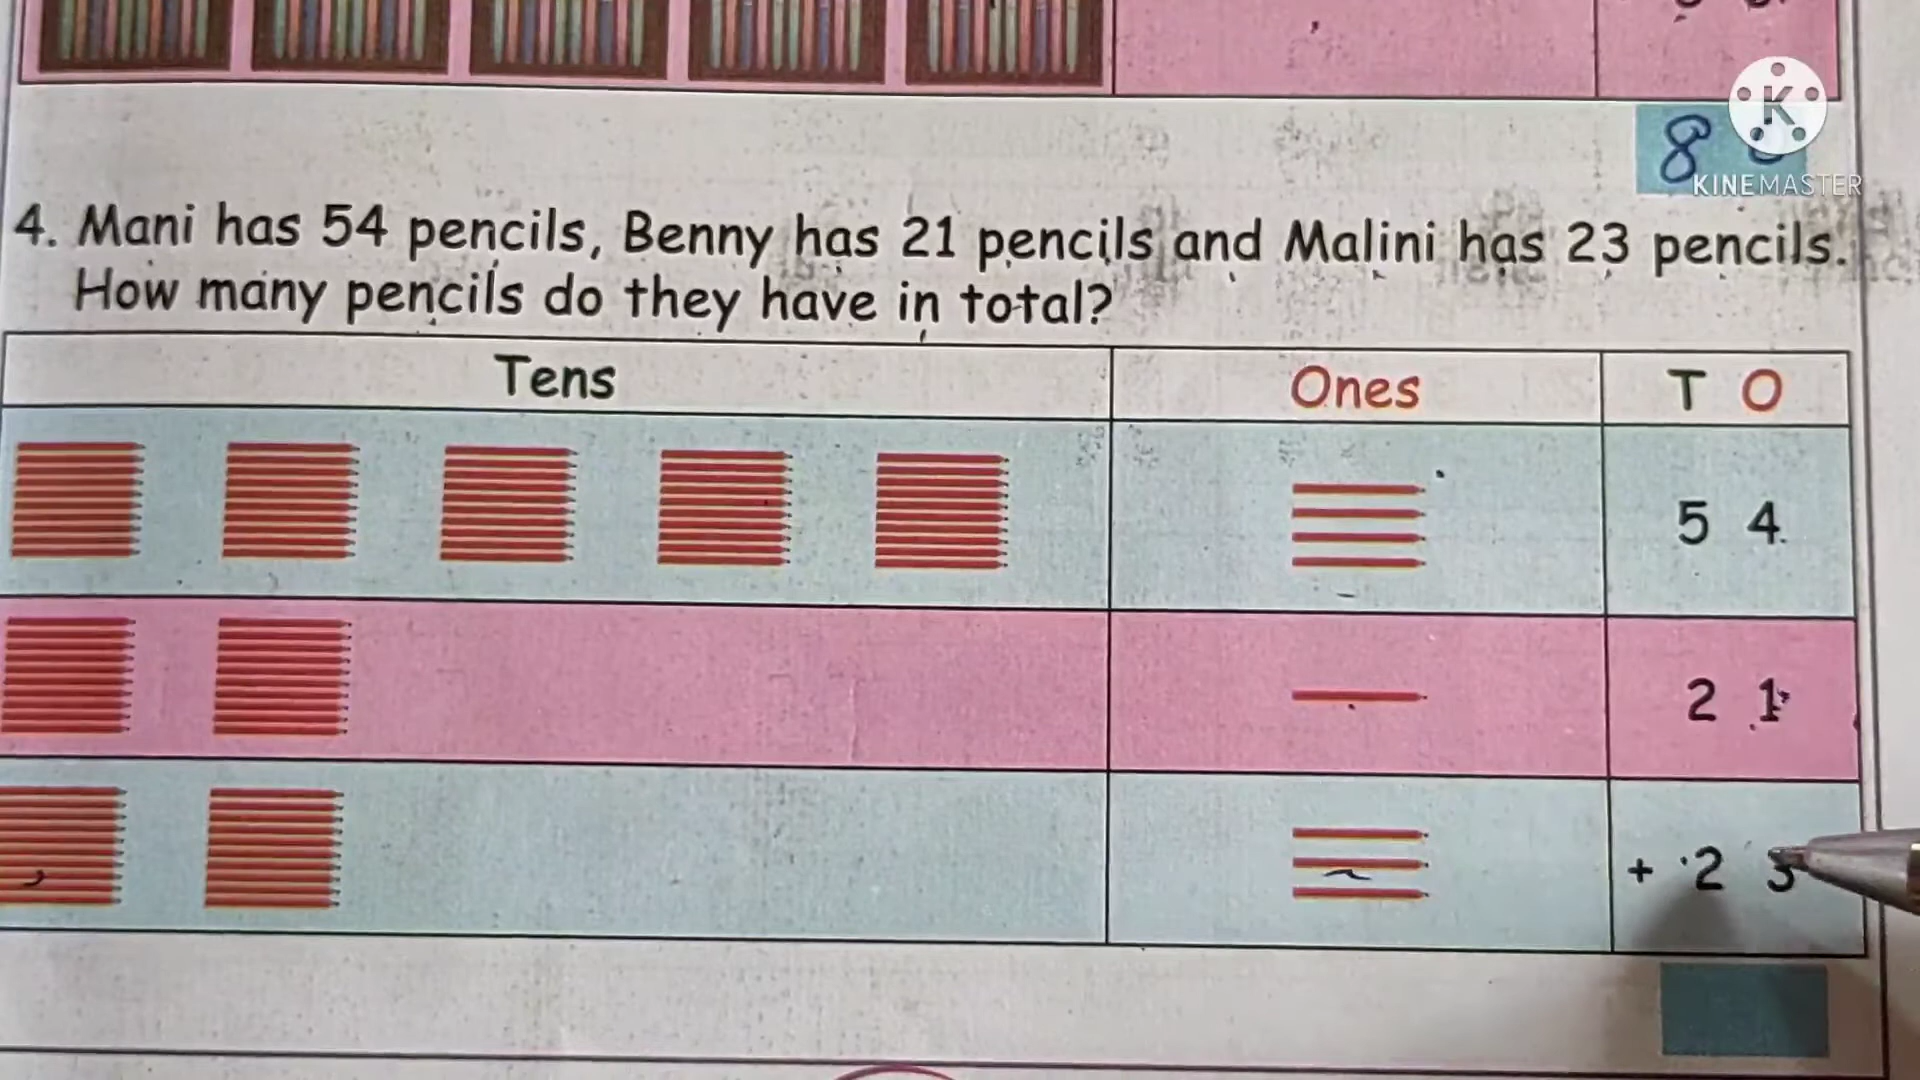 8
K
KINEMASTER
4. Mani has 54 pencils, Benny has 21 pencils and Malini has 23 pencils.
How many pencils do they have in total?
Tens Ones T O
5 4
2 1
+ 2 3